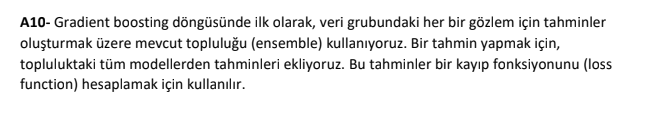 A10- Gradient boosting döngüsünde ilk olarak, veri grubundaki her bir gözlem için tahminler
oluşturmak üzere mevcut topluluğu (ensemble) kullanıyoruz. Bir tahmin yapmak için,
topluluktaki tüm modellerden tahminleri ekliyoruz. Bu tahminler bir kayıp fonksiyonunu (loss
function) hesaplamak için kullanılır.